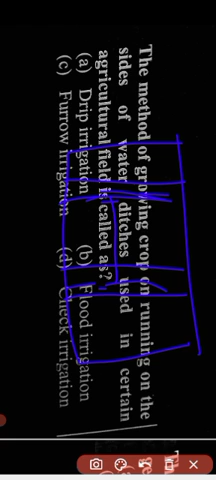 The method of growing crop on running on the
sides of water ditches used in certain
agricultural field is called as?
(a) Drip irrigation (b) Flood irrigation
(c) Furrow irrigation (d) Check irrigation